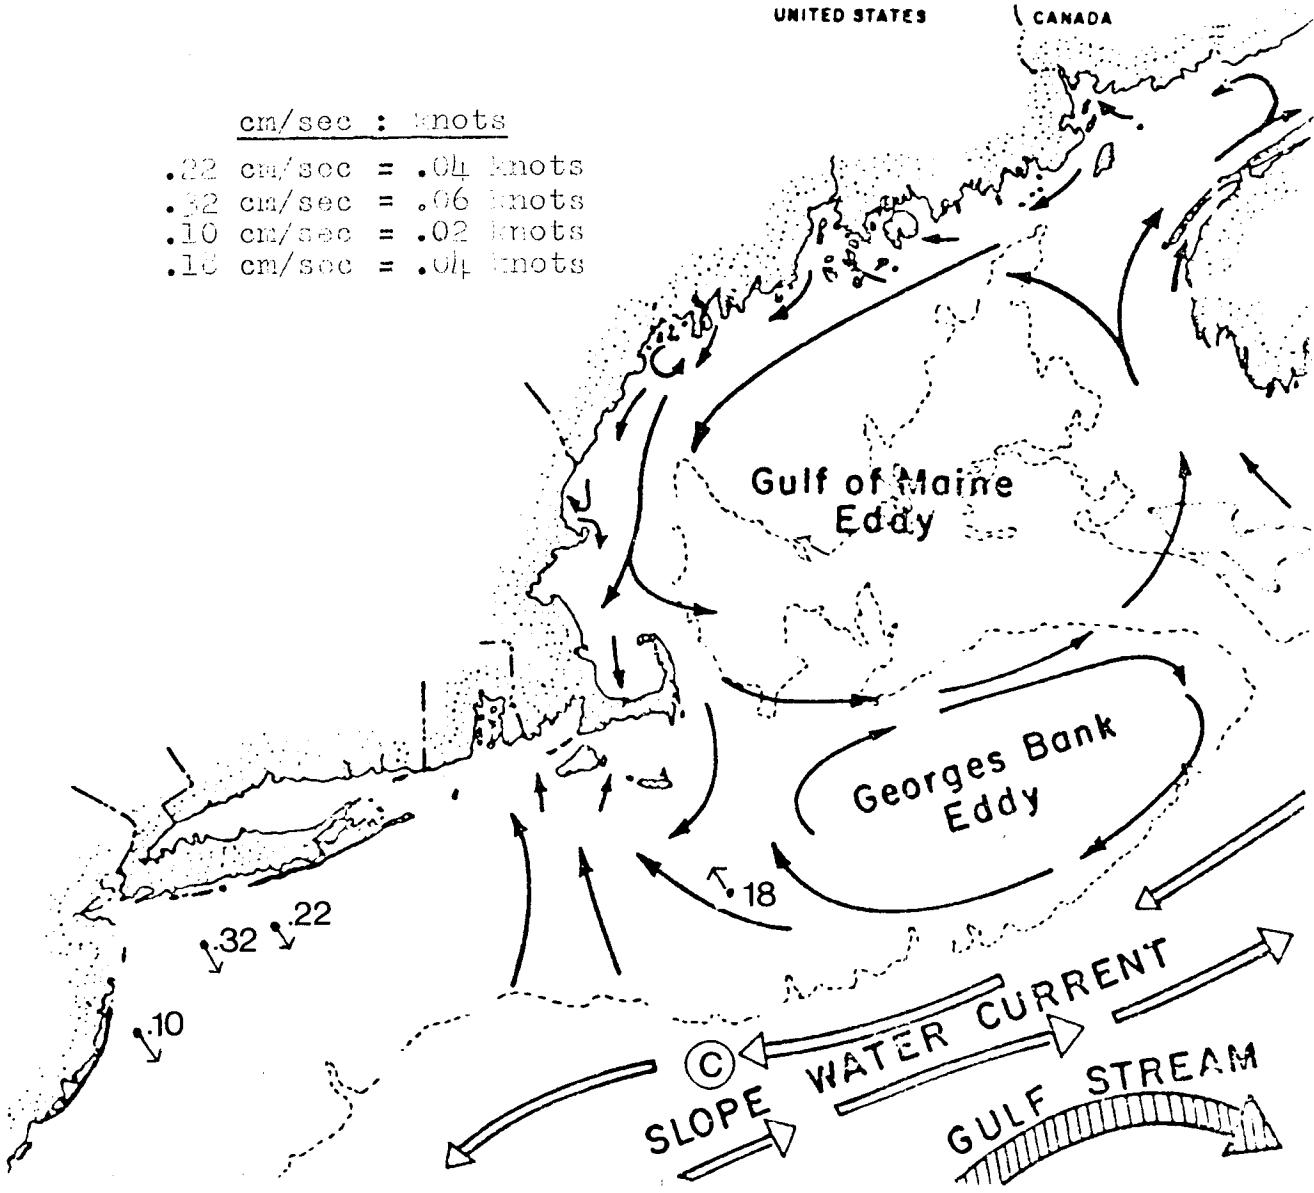 UNITED STATES
CANADA
cm/sec : knots
.22 cm/sec = .04 knots
.32 cm/sec = .06 knots
.10 cm/sec = .02 knots
.18 cm/sec = .04 knots
Gulf of Maine
Eddy
Georges Bank
Eddy
.18
.22
.32
.10
C
SLOPE WATER CURRENT
GULF STREAM